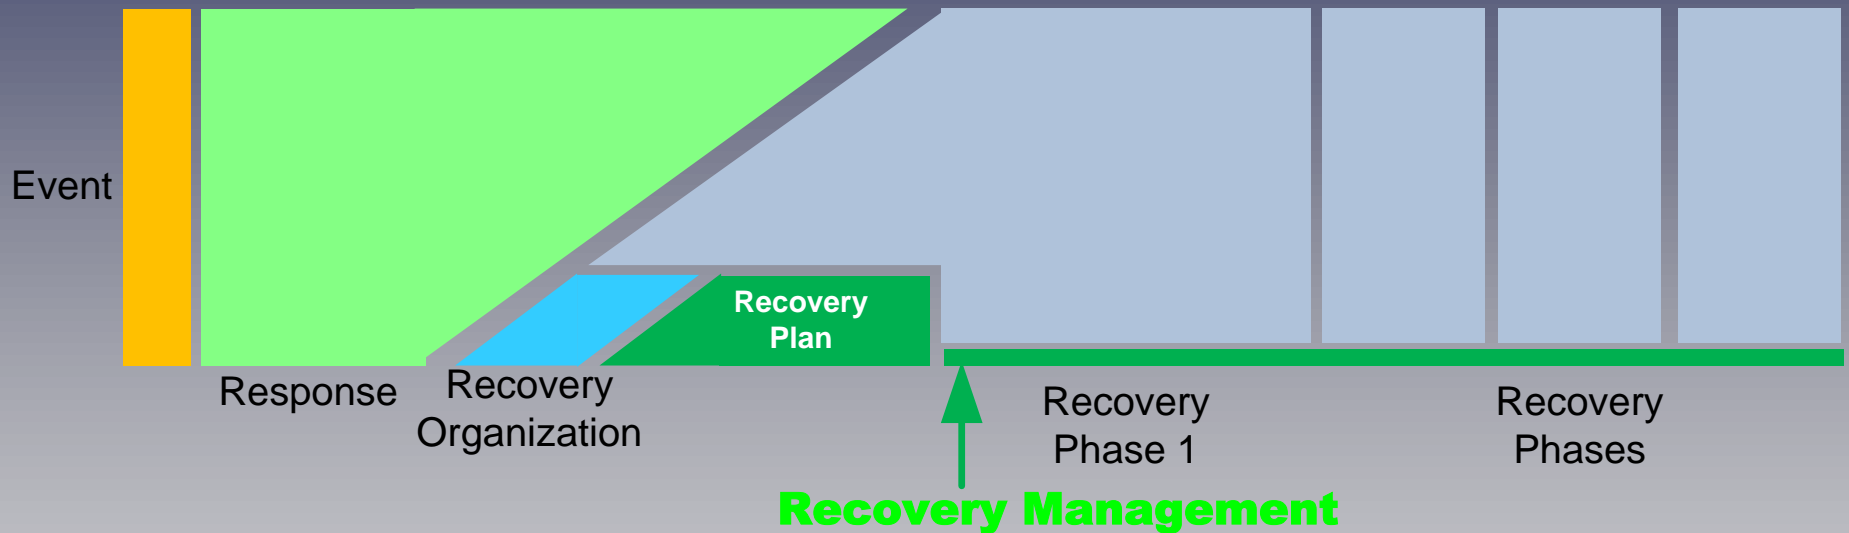 Event
Recovery
Plan
Response
Recovery
Organization
Recovery
Phase 1
Recovery
Phases
Recovery Management